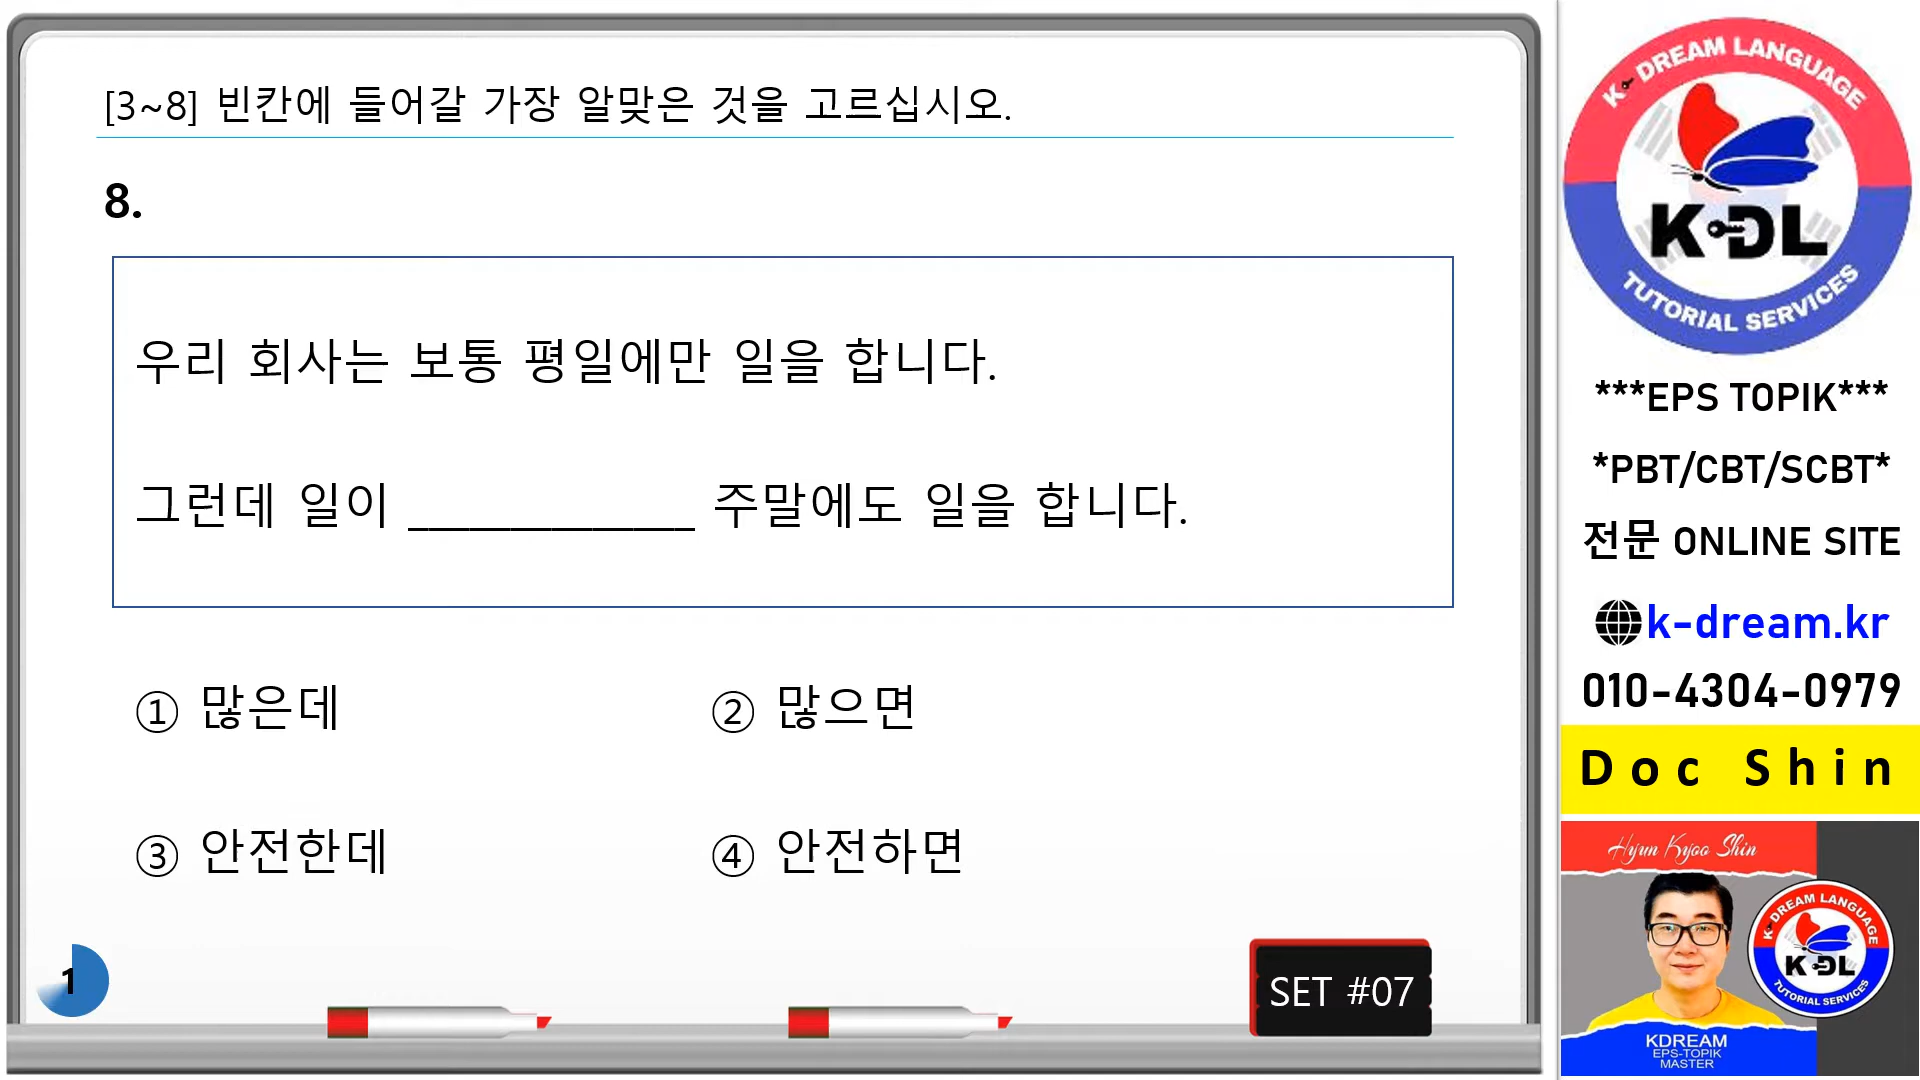 [3~8] 빈칸에 들어갈 가장 알맞은 것을 고르십시오.
8.
우리 회사는 보통 평일에만 일을 합니다.
그런데 일이 ____________ 주말에도 일을 합니다.
① 많은데
② 많으면
③ 안전한데
④ 안전하면
1
SET #07
K DREAM LANGUAGE
K DL
TUTORIAL SERVICES
***EPS TOPIK***
*PBT/CBT/SCBT*
전문 ONLINE SITE
k-dream.kr
010-4304-0979
Doc Shin
Hyun Kyoo Shin
K DREAM LANGUAGE
K DL
TUTORIAL SERVICES
KDREAM
EPS-TOPIK
MASTER